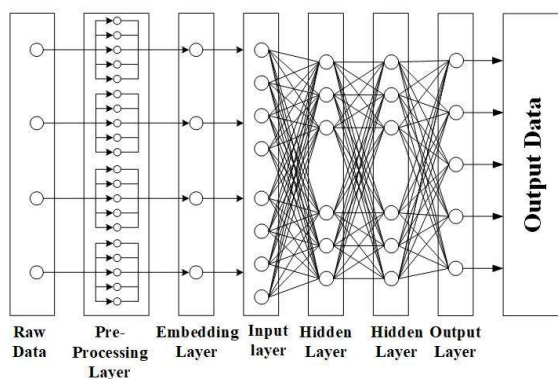 Output Data
Raw
Data
Pre-
Processing
Layer
Embedding
Layer
Input
layer
Hidden
Layer
Hidden
Layer
Output
Layer